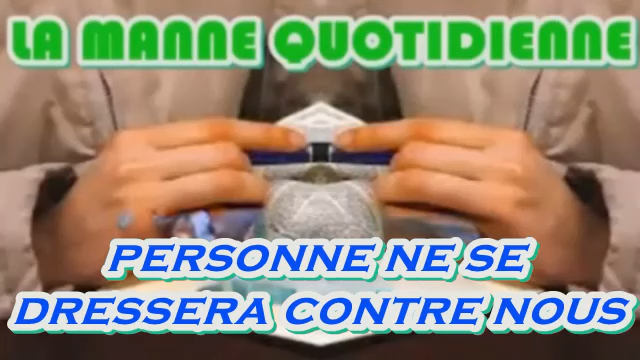 LA MANNE QUOTIDIENNE
PERSONNE NE SE
DRESSERA CONTRE NOUS